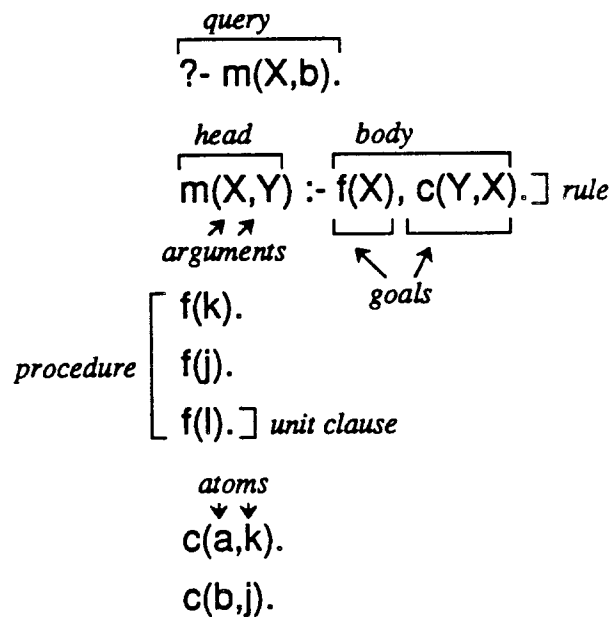 query
?- m(X,b).
head body
m(X,Y) :- f(X), c(Y,X). rule
arguments
goals
f(k).
procedure f(j).
f(l). unit clause
atoms
c(a,k).
c(b,j).